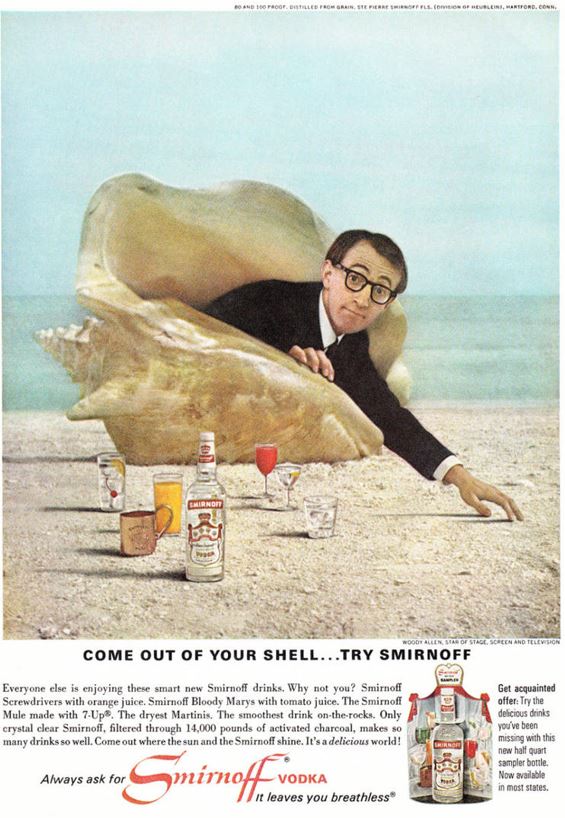 80 AND 100 PROOF. DISTILLED FROM GRAIN. STE PIERRE SMIRNOFF FLS. (DIVISION OF HEUBLEIN), HARTFORD, CONN.
SMIRNOFF
VODKA
WOODY ALLEN, STAR OF STAGE, SCREEN AND TELEVISION
COME OUT OF YOUR SHELL...TRY SMIRNOFF
Everyone else is enjoying these smart new Smirnoff drinks. Why not you? Smirnoff
Screwdrivers with orange juice. Smirnoff Bloody Marys with tomato juice. The Smirnoff
Mule made with 7-Up®. The dryest Martinis. The smoothest drink on-the-rocks. Only
crystal clear Smirnoff, filtered through 14,000 pounds of activated charcoal, makes so
many drinks so well. Come out where the sun and the Smirnoff shine. It's a delicious world!
Always ask for Smirnoff® VODKA
It leaves you breathless®
SAMPLER
SMIRNOFF
VODKA
Get acquainted
offer: Try the
delicious drinks
you've been
missing with this
new half quart
sampler bottle.
Now available
in most states.